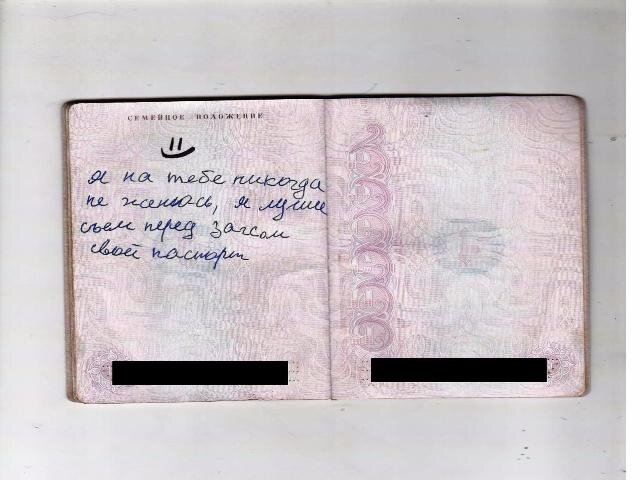 СЕМЕЙНОЕ ПОЛОЖЕНИЕ
я на тебе никогда
не женюсь, я лучше
съем перед загсом
свой паспорт